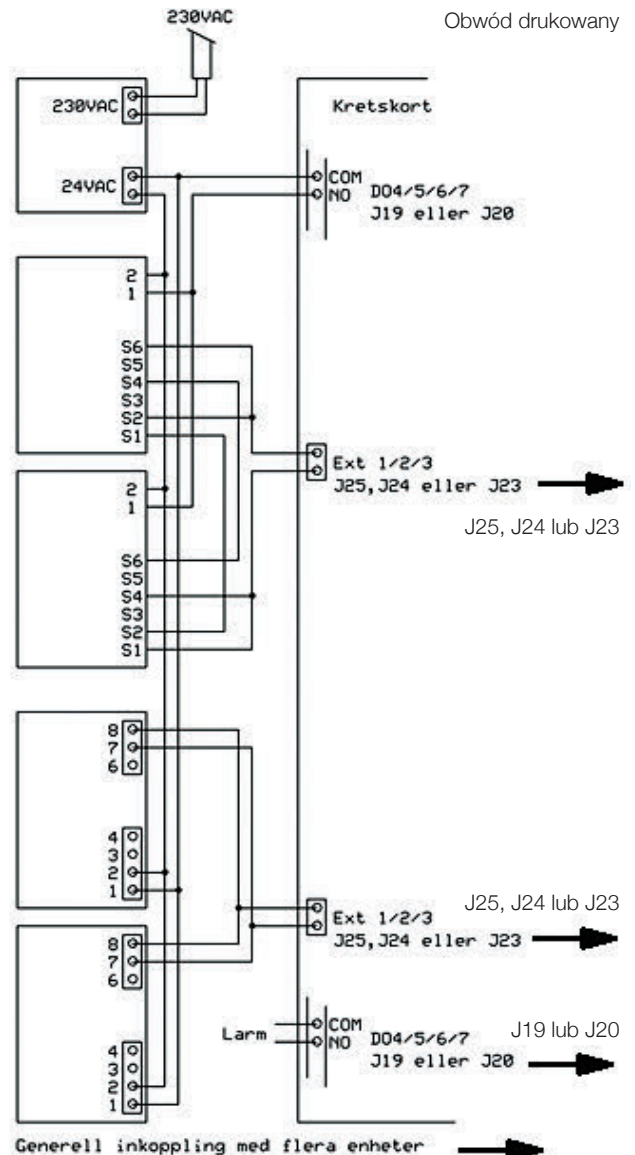 230VAC
Obwód drukowany
230VAC
Kretskort
24VAC
COM
NO DO4/5/6/7
J19 eller J20
2
1
S6
S5
S4
S3
S2
S1
Ext 1/2/3
J25,J24 eller J23
J25, J24 lub J23
2
1
S6
S5
S4
S3
S2
S1
8
7
6
4
3
2
1
J25, J24 lub J23
Ext 1/2/3
J25,J24 eller J23
8
7
6
4
3
2
1
Larm
COM
NO DO4/5/6/7
J19 eller J20
J19 lub J20
Generell inkoppling med flera enheter